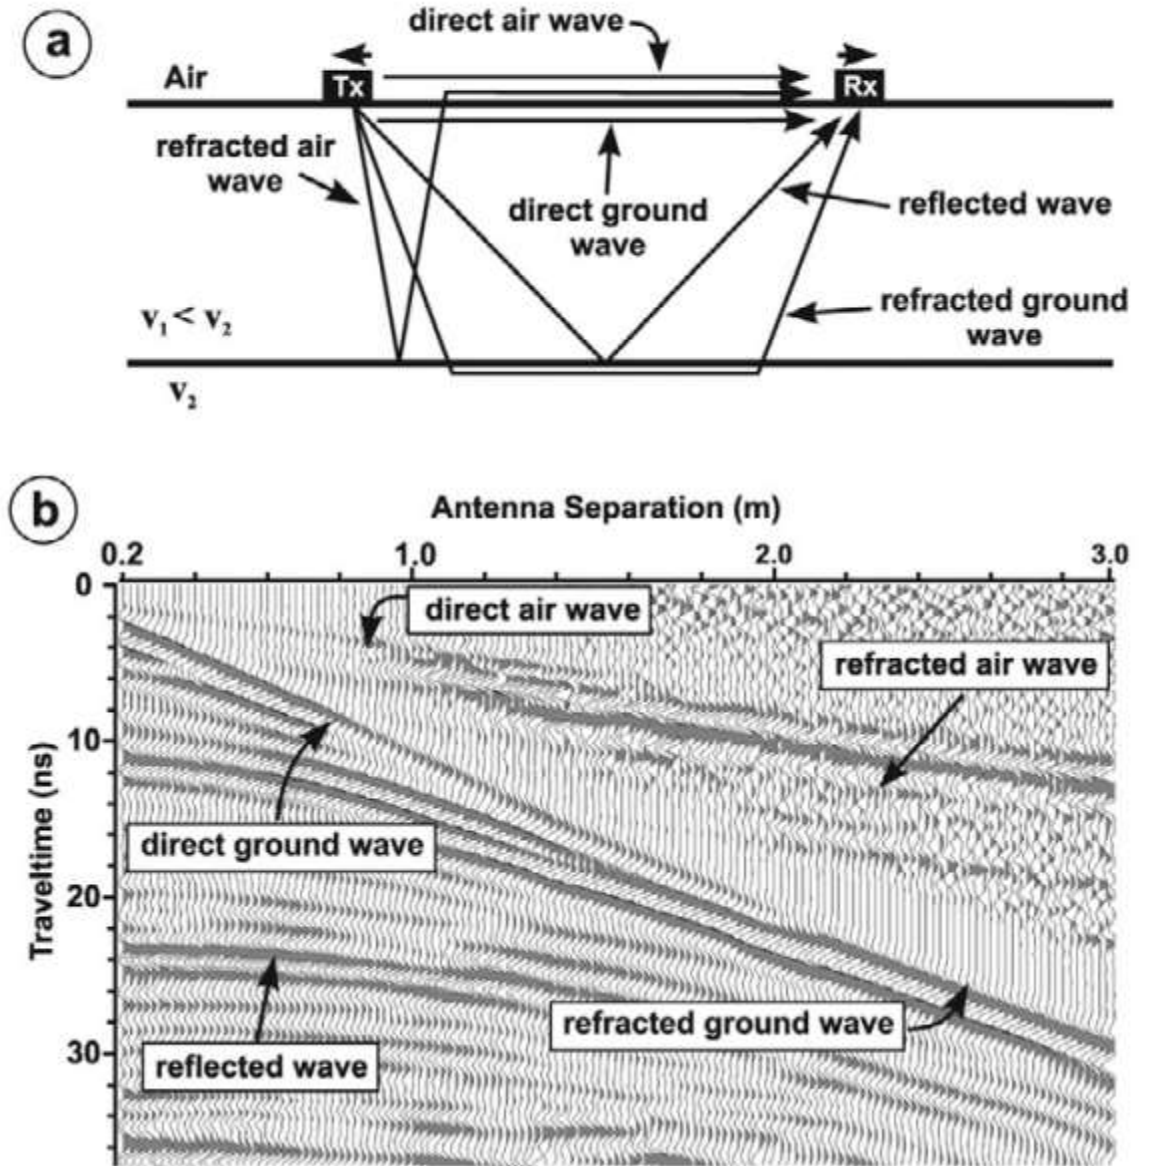 a
direct air wave
Air
Tx
Rx
refracted air
wave
direct ground
wave
reflected wave
refracted ground
wave
v₁ < v₂
v₂
b
Antenna Separation (m)
0.2 1.0 2.0 3.0
0
direct air wave
refracted air wave
10
direct ground wave
20
refracted ground wave
30
reflected wave
Traveltime (ns)